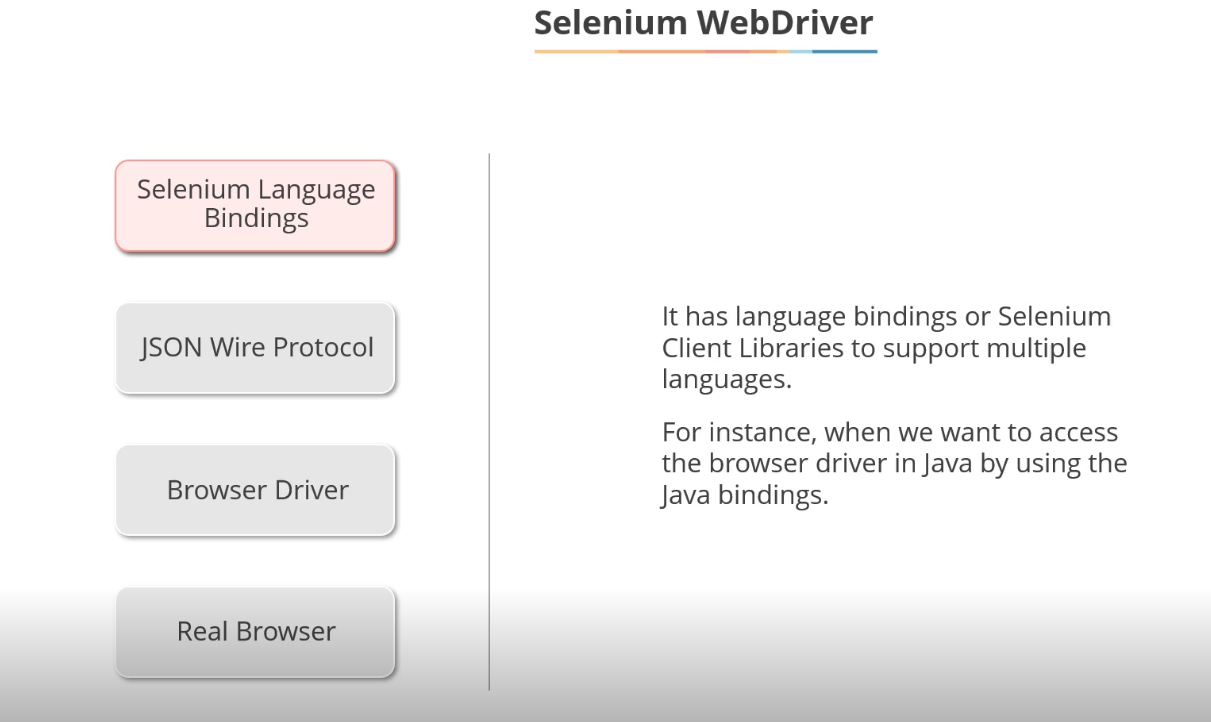 Selenium WebDriver
Selenium Language
Bindings
JSON Wire Protocol
Browser Driver
Real Browser
It has language bindings or Selenium
Client Libraries to support multiple
languages.
For instance, when we want to access
the browser driver in Java by using the
Java bindings.